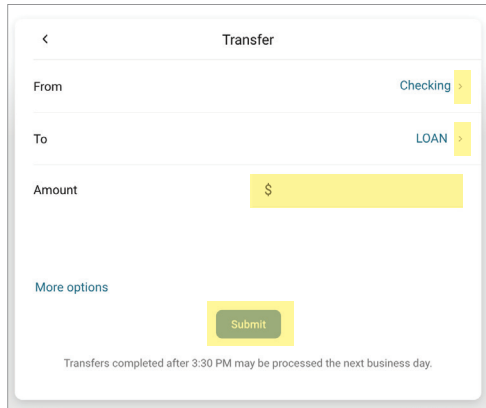 Transfer
From Checking
To LOAN
Amount $
More options
Submit
Transfers completed after 3:30 PM may be processed the next business day.